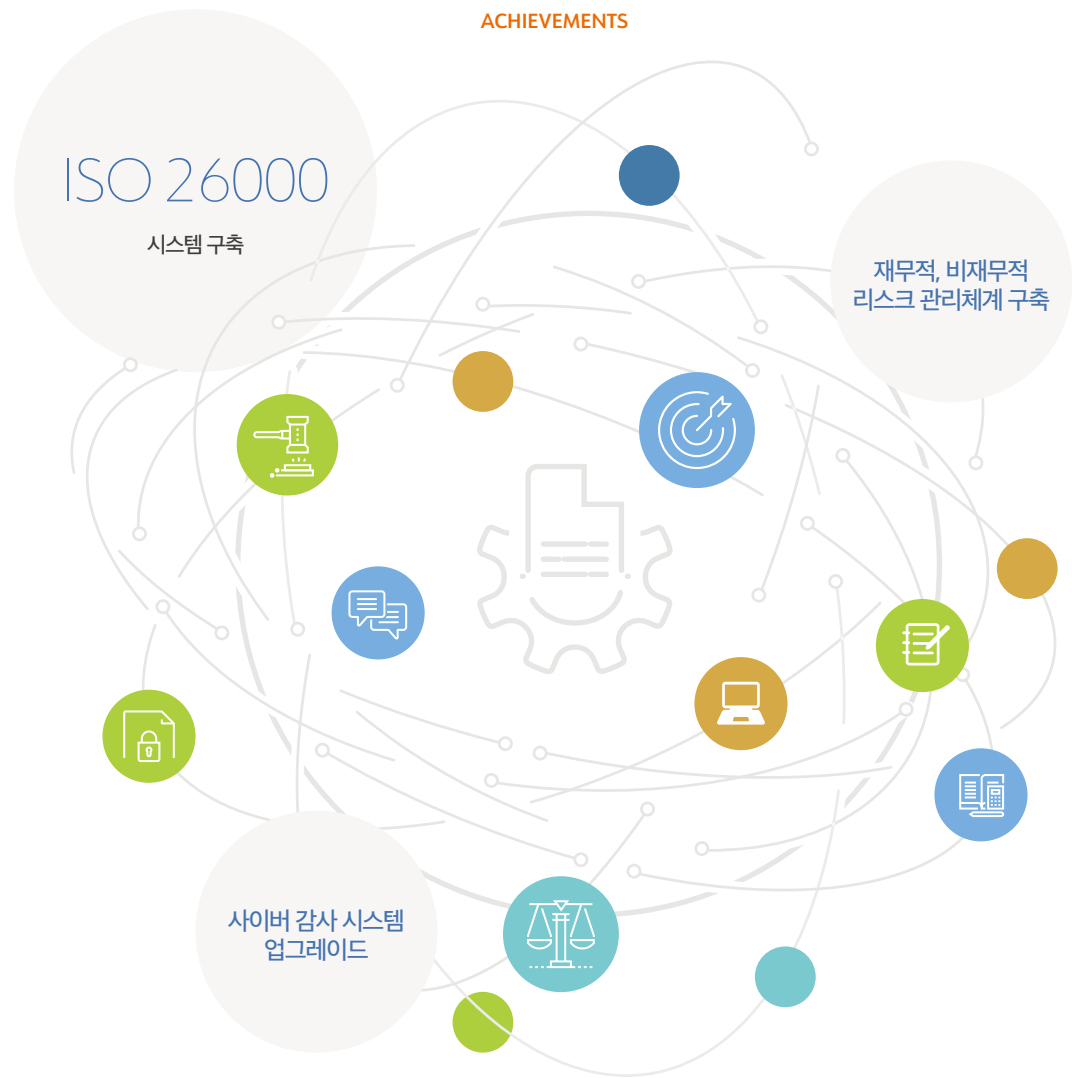 ACHIEVEMENTS
ISO 26000
시스템 구축
재무적, 비재무적
리스크 관리체계 구축
사이버 감사 시스템
업그레이드